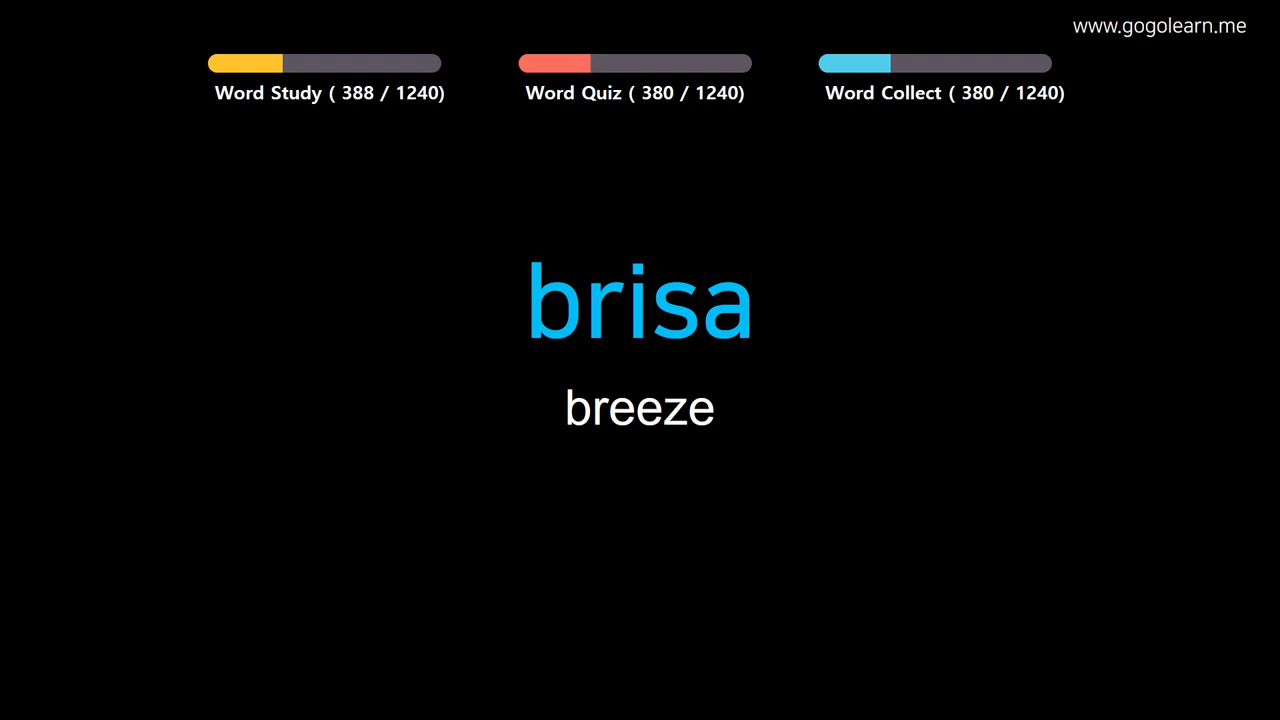 www.gogolearn.me
Word Study ( 388 / 1240)
Word Quiz ( 380 / 1240)
Word Collect ( 380 / 1240)
brisa
breeze